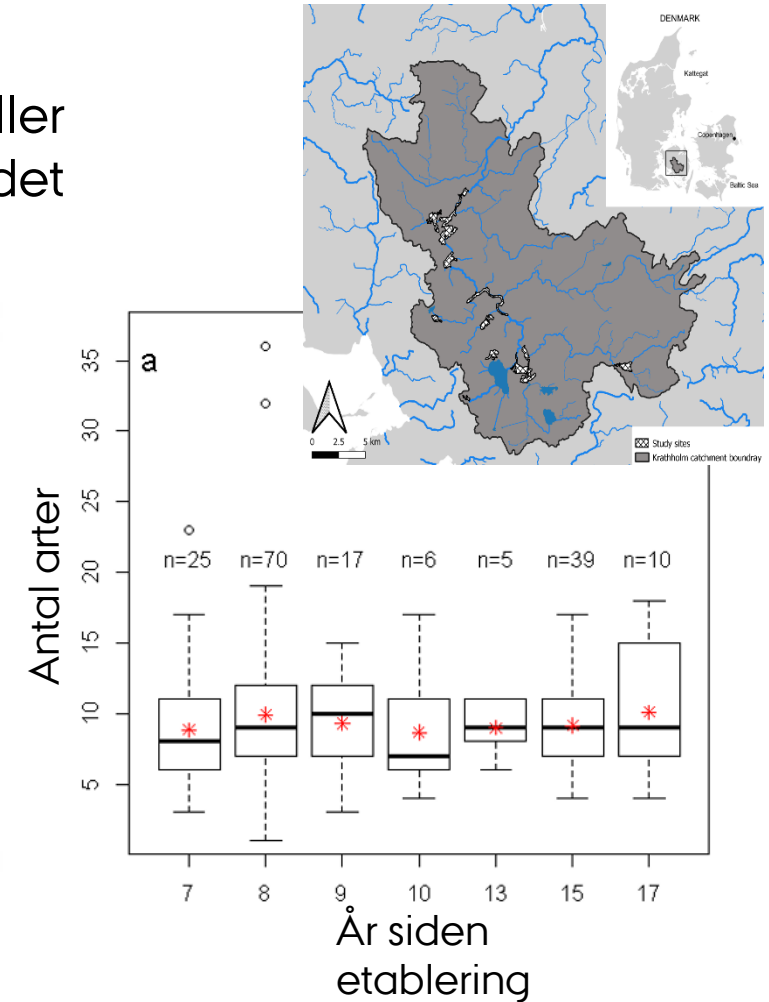 ller
det
DENMARK
Kattegat
Copenhagen
Baltic Sea
0 2.5 5 km
Study sites
Krathholm catchment boundray
a
Antal arter
35
30
25
20
15
10
5
n=25 n=70 n=17 n=6 n=5 n=39 n=10
7 8 9 10 13 15 17
År siden
etablering